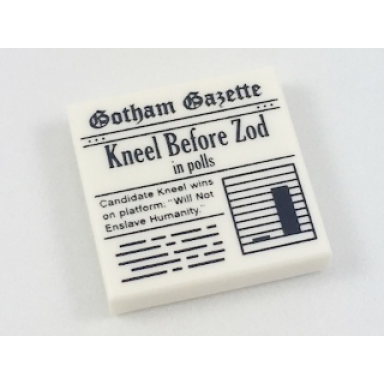 Gotham Gazette
Kneel Before Zod
in polls
Candidate Kneel wins
on platform: "Will Not
Enslave Humanity."